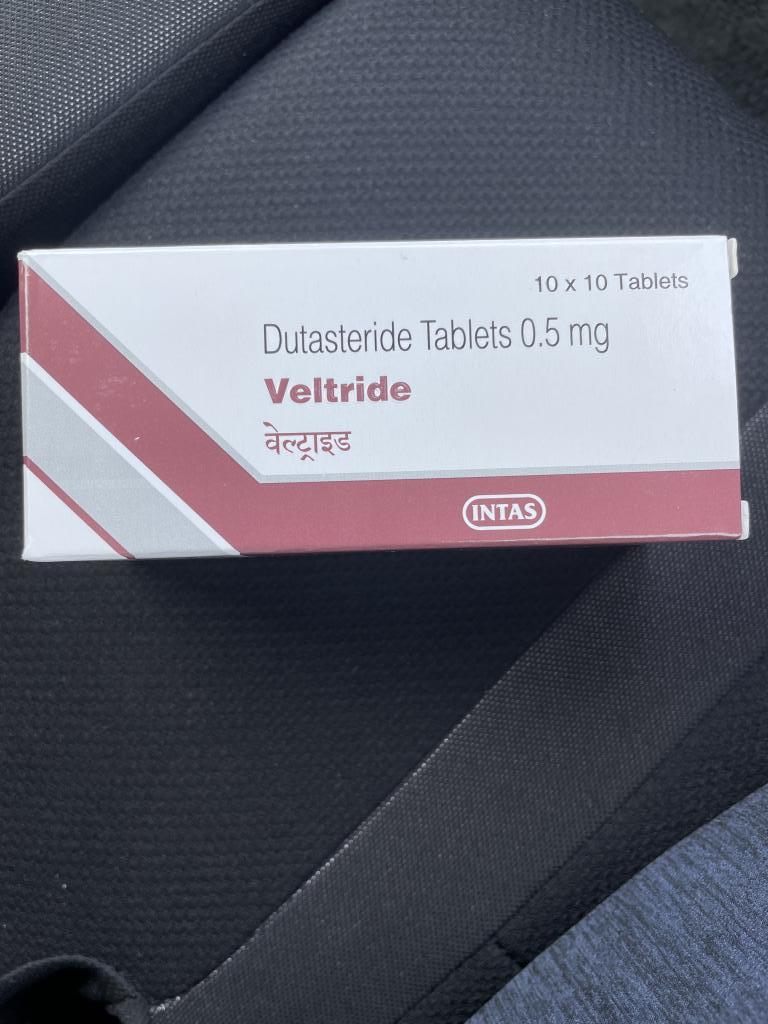 10 x 10 Tablets
Dutasteride Tablets 0.5 mg
Veltride
वेल्ट्राइड
INTAS